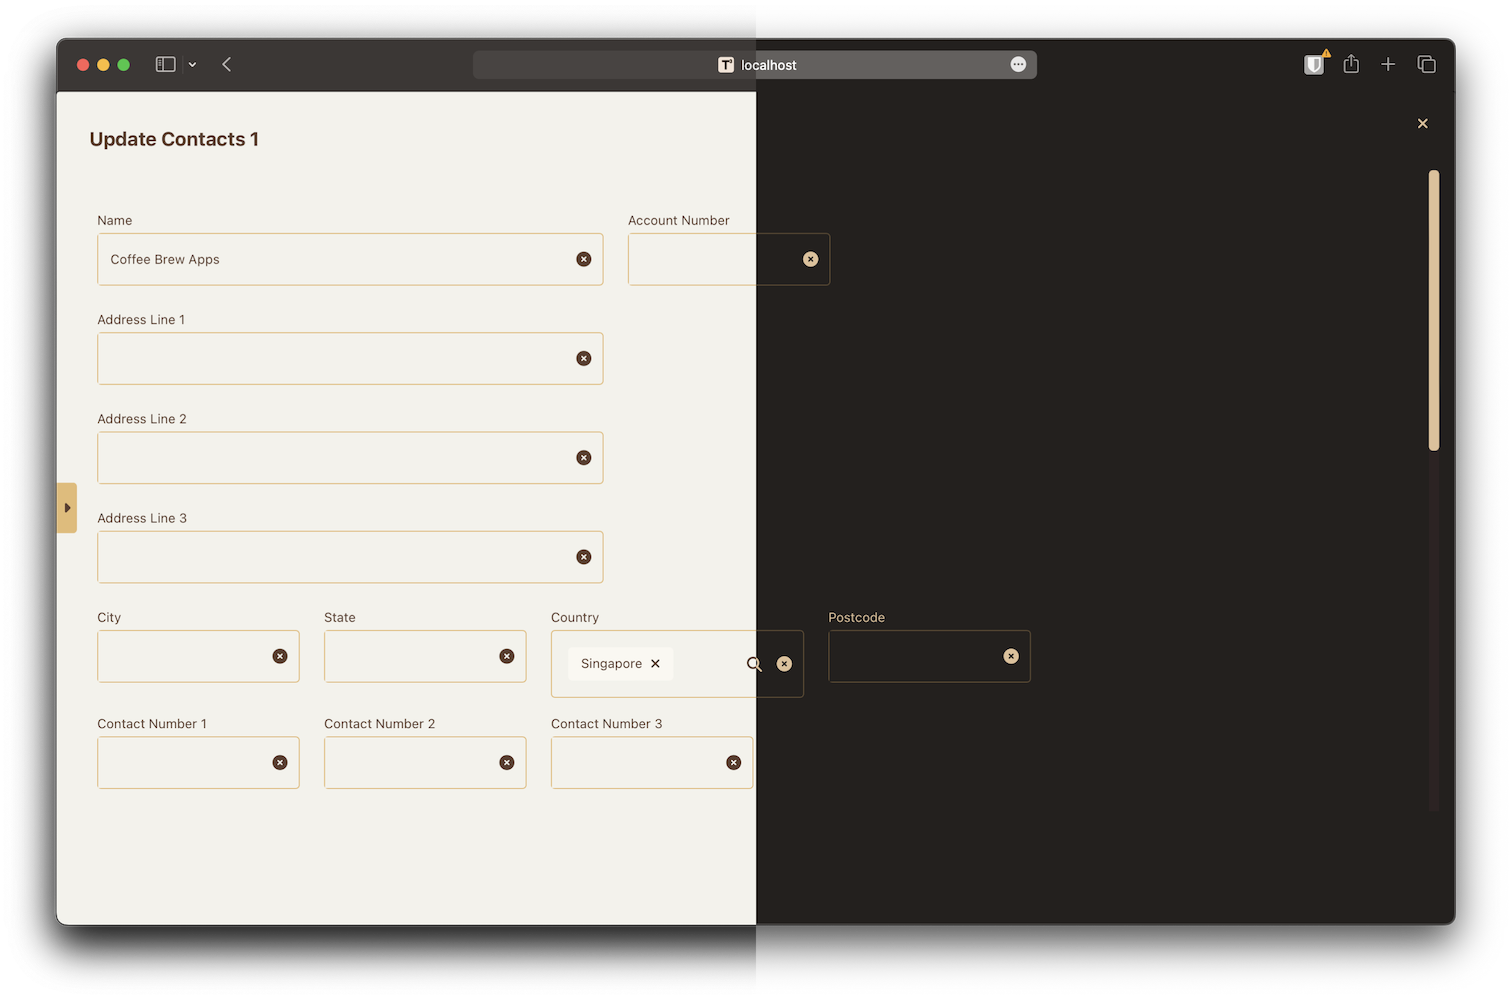 localhost
Update Contacts 1
Name
Account Number
Coffee Brew Apps
Address Line 1
Address Line 2
Address Line 3
City
State
Country
Postcode
Singapore
Contact Number 1
Contact Number 2
Contact Number 3